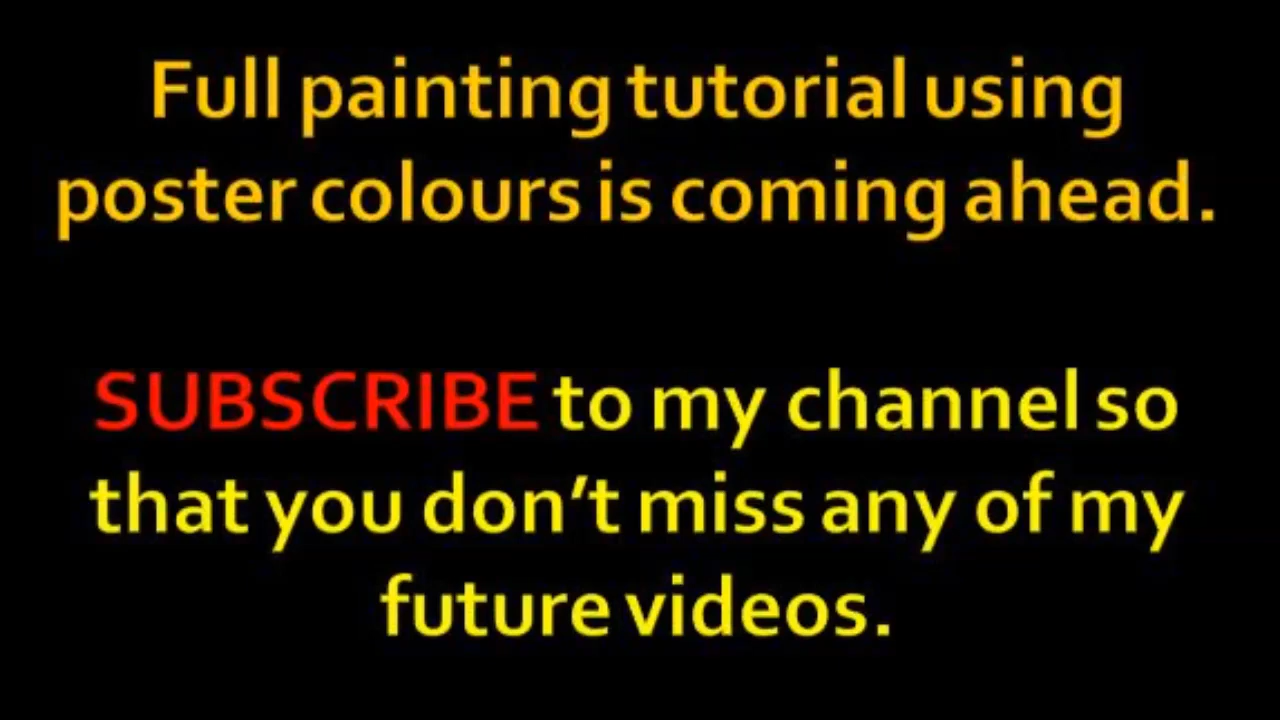 Full painting tutorial using
poster colours is coming ahead.
SUBSCRIBE to my channel so
that you don’t miss any of my
future videos.